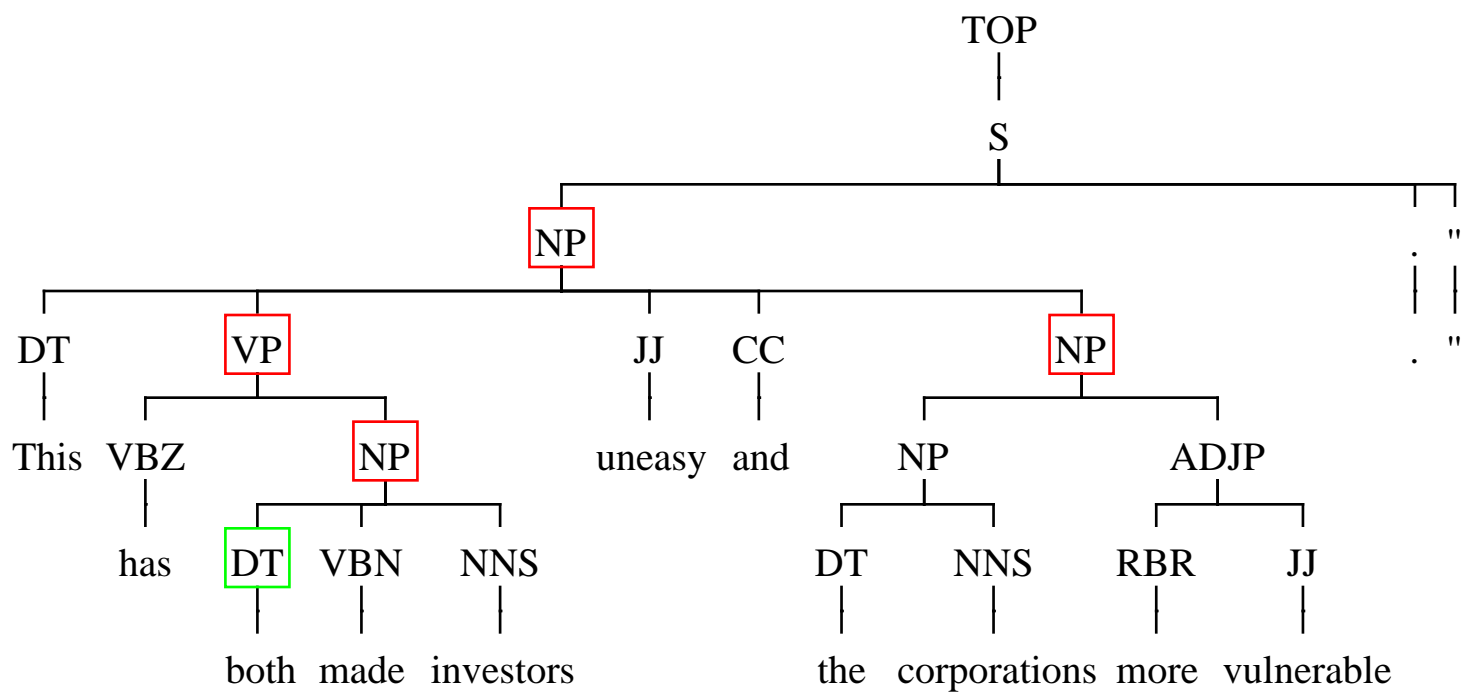 TOP
S
NP . "
DT VP JJ CC NP . "
This VBZ NP uneasy and NP ADJP
has DT VBN NNS DT NNS RBR JJ
both made investors the corporations more vulnerable